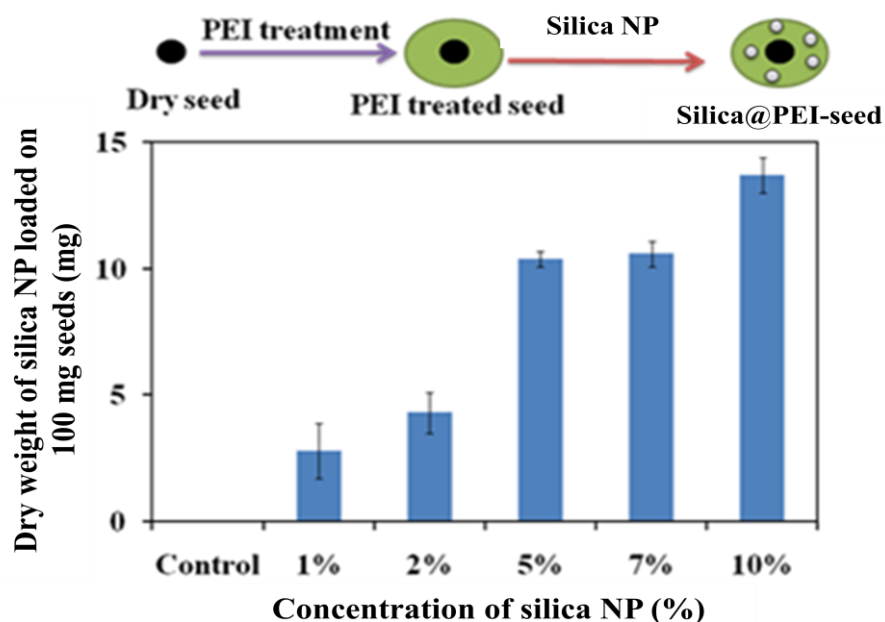 PEI treatment
Silica NP
Dry seed
PEI treated seed
Silica@PEI-seed
Dry weight of silica NP loaded on
100 mg seeds (mg)
15
10
5
0
Control 1% 2% 5% 7% 10%
Concentration of silica NP (%)